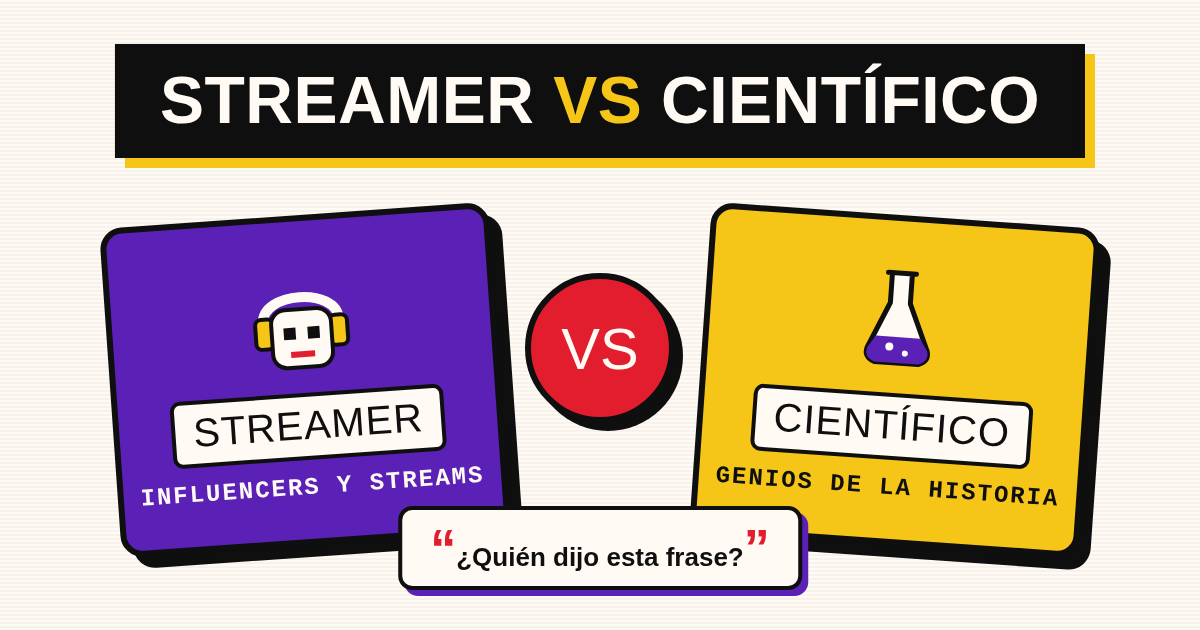 STREAMER VS CIENTÍFICO
STREAMER
INFLUENCERS Y STREAMS
VS
CIENTÍFICO
GENIOS DE LA HISTORIA
“¿Quién dijo esta frase?”